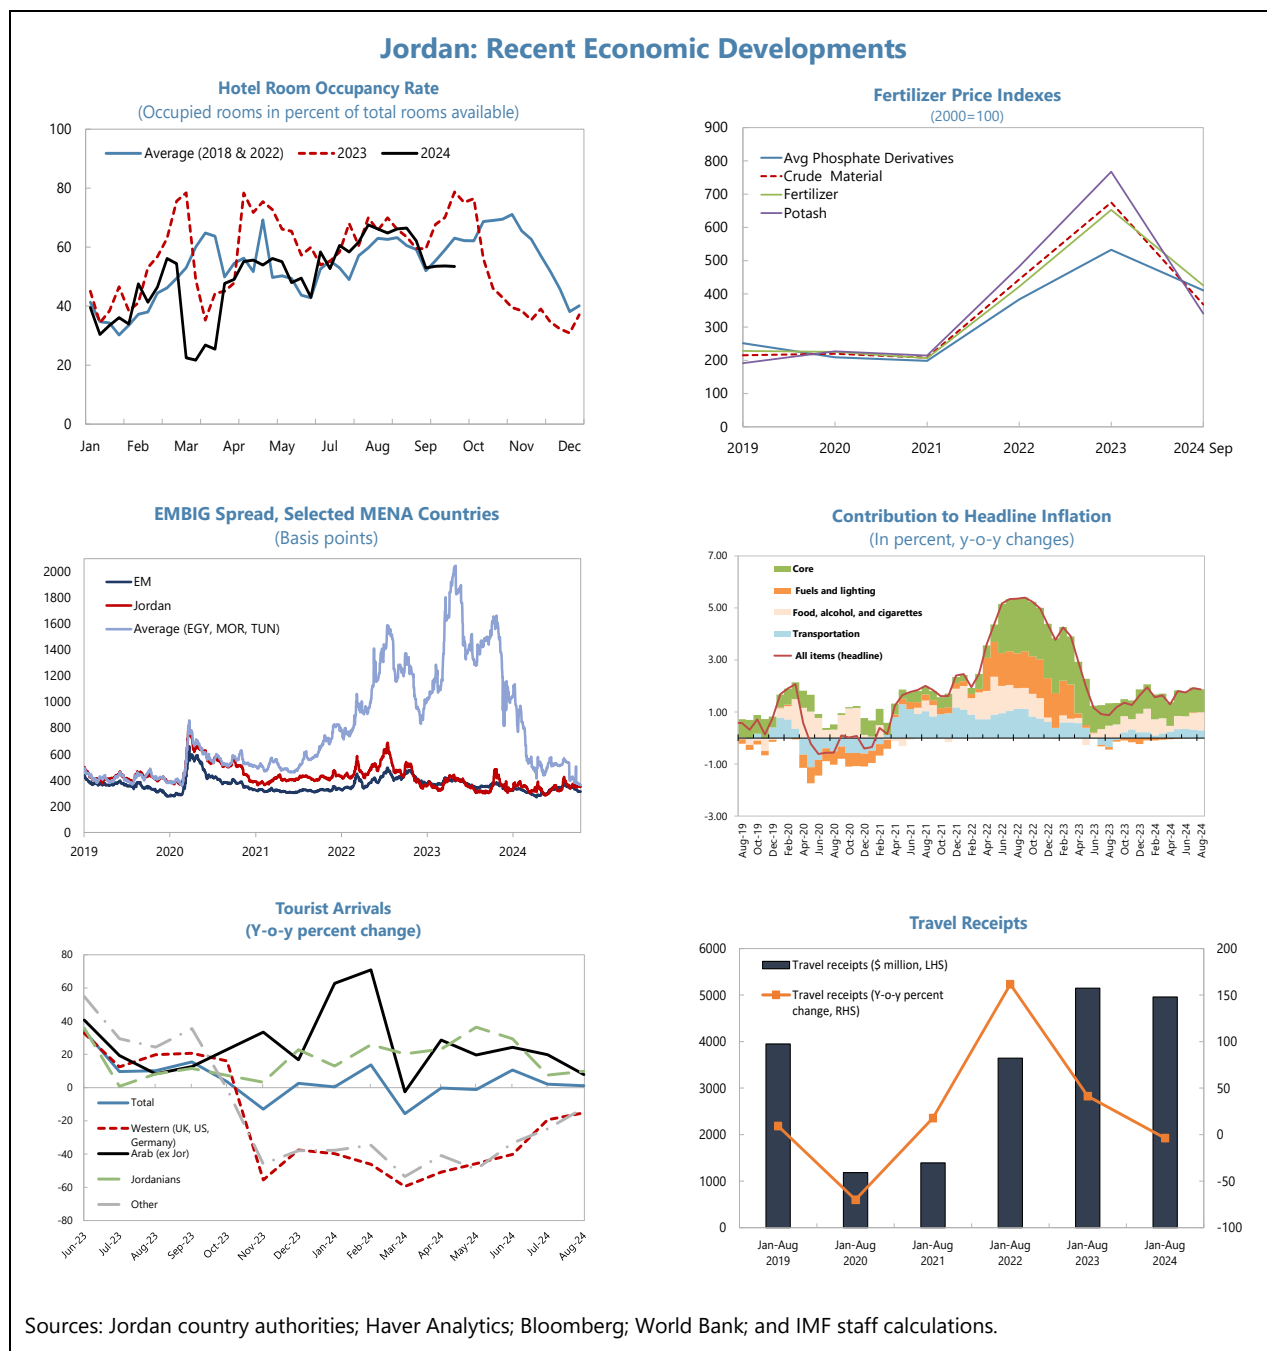 Jordan: Recent Economic Developments
Hotel Room Occupancy Rate
(Occupied rooms in percent of total rooms available)
100
80
60
40
20
0
Average (2018 & 2022)
2023
2024
Jan Feb Mar Apr May Jul Aug Sep Oct Nov Dec
Fertilizer Price Indexes
(2000=100)
900
800
700
600
500
400
300
200
100
0
Avg Phosphate Derivatives
Crude Material
Fertilizer
Potash
2019 2020 2021 2022 2023 2024 Sep
EMBIG Spread, Selected MENA Countries
(Basis points)
2000
1800
1600
1400
1200
1000
800
600
400
200
0
EM
Jordan
Average (EGY, MOR, TUN)
2019 2020 2021 2022 2023 2024
Contribution to Headline Inflation
(In percent, y-o-y changes)
7.00
5.00
3.00
1.00
-1.00
-3.00
Core
Fuels and lighting
Food, alcohol, and cigarettes
Transportation
All items (headline)
Aug-19 Oct-19 Dec-19 Feb-20 Apr-20 Jun-20 Aug-20 Oct-20 Dec-20 Feb-21 Apr-21 Jun-21 Aug-21 Oct-21 Dec-21 Feb-22 Apr-22 Jun-22 Aug-22 Oct-22 Dec-22 Feb-23 Apr-23 Jun-23 Aug-23 Oct-23 Dec-23 Feb-24 Apr-24 Jun-24 Aug-24
Tourist Arrivals
(Y-o-y percent change)
80
60
40
20
0
-20
-40
-60
-80
Total
Western (UK, US,
Germany)
Arab (ex Jor)
Jordanians
Other
Jun-23 Jul-23 Aug-23 Sep-23 Oct-23 Nov-23 Dec-23 Jan-24 Feb-24 Mar-24 Apr-24 May-24 Jun-24 Jul-24 Aug-24
Travel Receipts
6000
5000
4000
3000
2000
1000
0
200
150
100
50
0
-50
-100
Travel receipts ($ million, LHS)
Travel receipts (Y-o-y percent
change, RHS)
Jan-Aug Jan-Aug Jan-Aug Jan-Aug Jan-Aug Jan-Aug
2019 2020 2021 2022 2023 2024
Sources: Jordan country authorities; Haver Analytics; Bloomberg; World Bank; and IMF staff calculations.